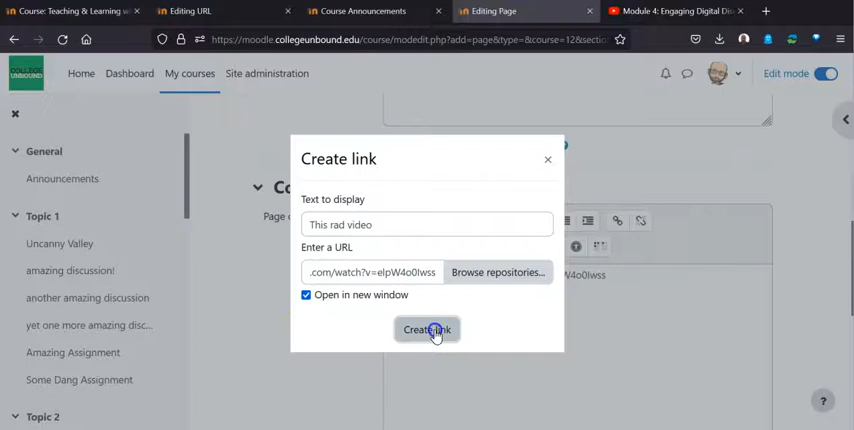 Course: Teaching & Learning w
Editing URL
Course Announcements
Editing Page
Module 4: Engaging Digital Dis
https://moodle.collegeunbound.edu/course/modedit.php?add=page&type=&course=12&sectio
COLLEGE UNBOUND
Home Dashboard My courses Site administration
Edit mode
General
Announcements
Topic 1
Uncanny Valley
amazing discussion!
another amazing discussion
yet one more amazing disc...
Amazing Assignment
Some Dang Assignment
Topic 2
Create link
Text to display
This rad video
Enter a URL
.com/watch?v=elpW4o0lwss
Browse repositories...
Open in new window
Create link
Co
Page c
W4o0lwss
?